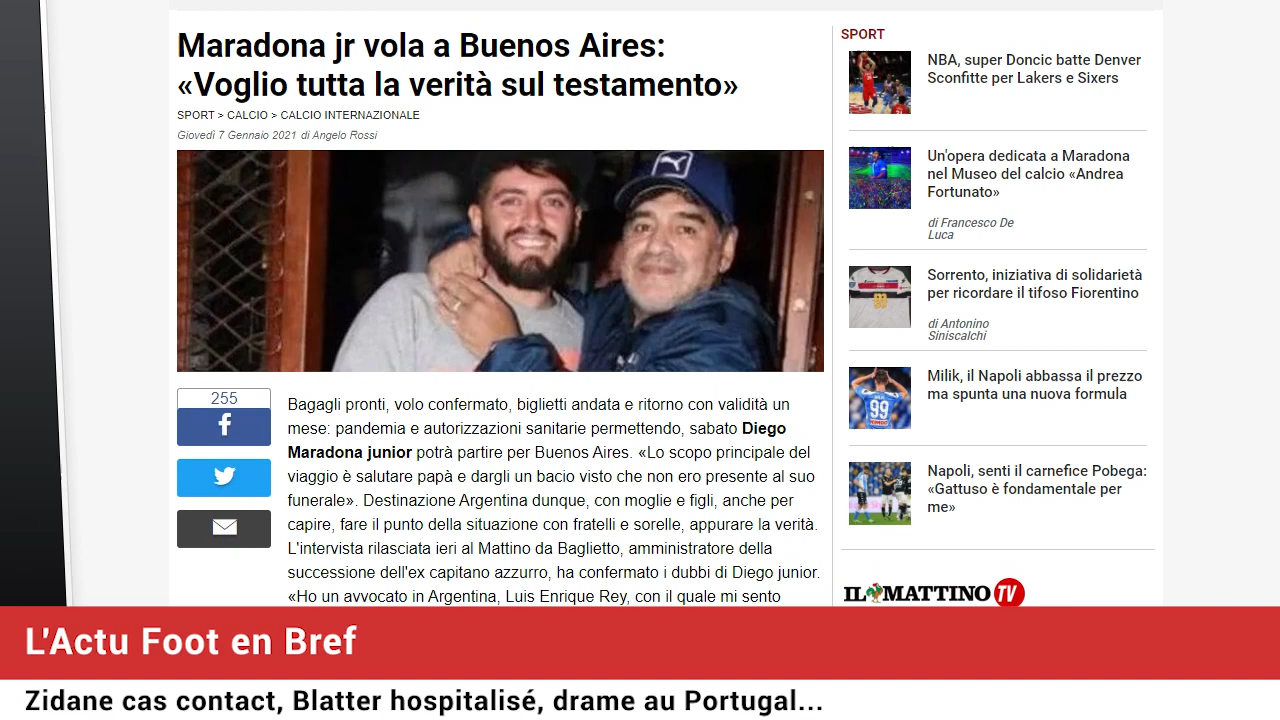 Maradona jr vola a Buenos Aires:
«Voglio tutta la verità sul testamento»
SPORT > CALCIO > CALCIO INTERNAZIONALE
Giovedì 7 Gennaio 2021 di Angelo Rossi
255
Bagagli pronti, volo confermato, biglietti andata e ritorno con validità un
mese: pandemia e autorizzazioni sanitarie permettendo, sabato Diego
Maradona junior potrà partire per Buenos Aires. «Lo scopo principale del
viaggio è salutare papà e dargli un bacio visto che non ero presente al suo
funerale». Destinazione Argentina dunque, con moglie e figli, anche per
capire, fare il punto della situazione con fratelli e sorelle, appurare la verità.
L'intervista rilasciata ieri al Mattino da Baglietto, amministratore della
successione dell'ex capitano azzurro, ha confermato i dubbi di Diego junior.
«Ho un avvocato in Argentina, Luis Enrique Rey, con il quale mi sento
SPORT
NBA, super Doncic batte Denver
Sconfitte per Lakers e Sixers
Un'opera dedicata a Maradona
nel Museo del calcio «Andrea
Fortunato»
di Francesco De
Luca
Sorrento, iniziativa di solidarietà
per ricordare il tifoso Fiorentino
di Antonino
Siniscalchi
99
Milik, il Napoli abbassa il prezzo
ma spunta una nuova formula
Napoli, senti il carnefice Pobega:
«Gattuso è fondamentale per
me»
IL MATTINO TV
L'Actu Foot en Bref
Zidane cas contact, Blatter hospitalisé, drame au Portugal...